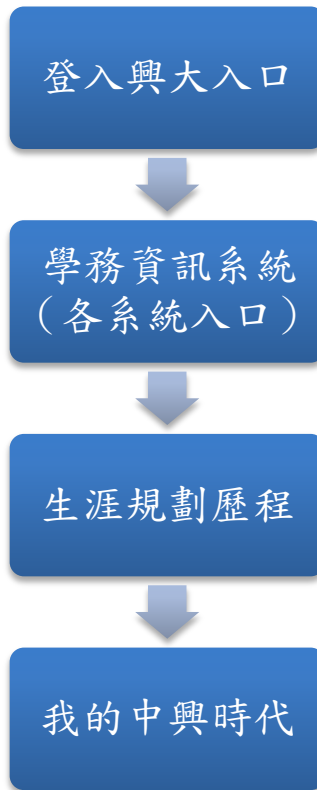 登入興大入口
學務資訊系統
（各系統入口）
生涯規劃歷程
我的中興時代